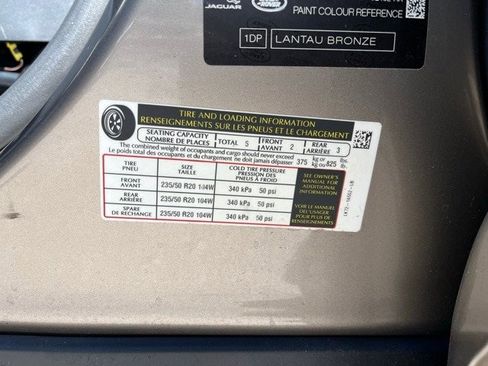 JAGUAR
ROVER
PAINT COLOUR REFERENCE
1DP LANTAU BRONZE
TIRE AND LOADING INFORMATION
RENSEIGNEMENTS SUR LES PNEUS ET LE CHARGEMENT
SEATING CAPACITY
NOMBRE DE PLACES
TOTAL 5
FRONT
AVANT 2
REAR
ARRIÈRE 3
The combined weight of occupants and cargo should never exceed
Le poids total des occupants et du chargement ne doit jamais dépasser
375 kg or
kg ou 825 lbs.
lb.
TIRE
PNEU
SIZE
TAILLE
COLD TIRE PRESSURE
PRESSION DES
PNEUS À FROID
FRONT
AVANT
235/50 R20 104W 340 kPa 50 psi
REAR
ARRIÈRE
235/50 R20 104W 340 kPa 50 psi
SPARE
DE RECHANGE
235/50 R20 104W 340 kPa 50 psi
SEE OWNER'S
MANUAL FOR
ADDITIONAL
INFORMATION
VOIR LE MANUEL
DE L'USAGER
POUR PLUS DE
RENSEIGNEMENTS